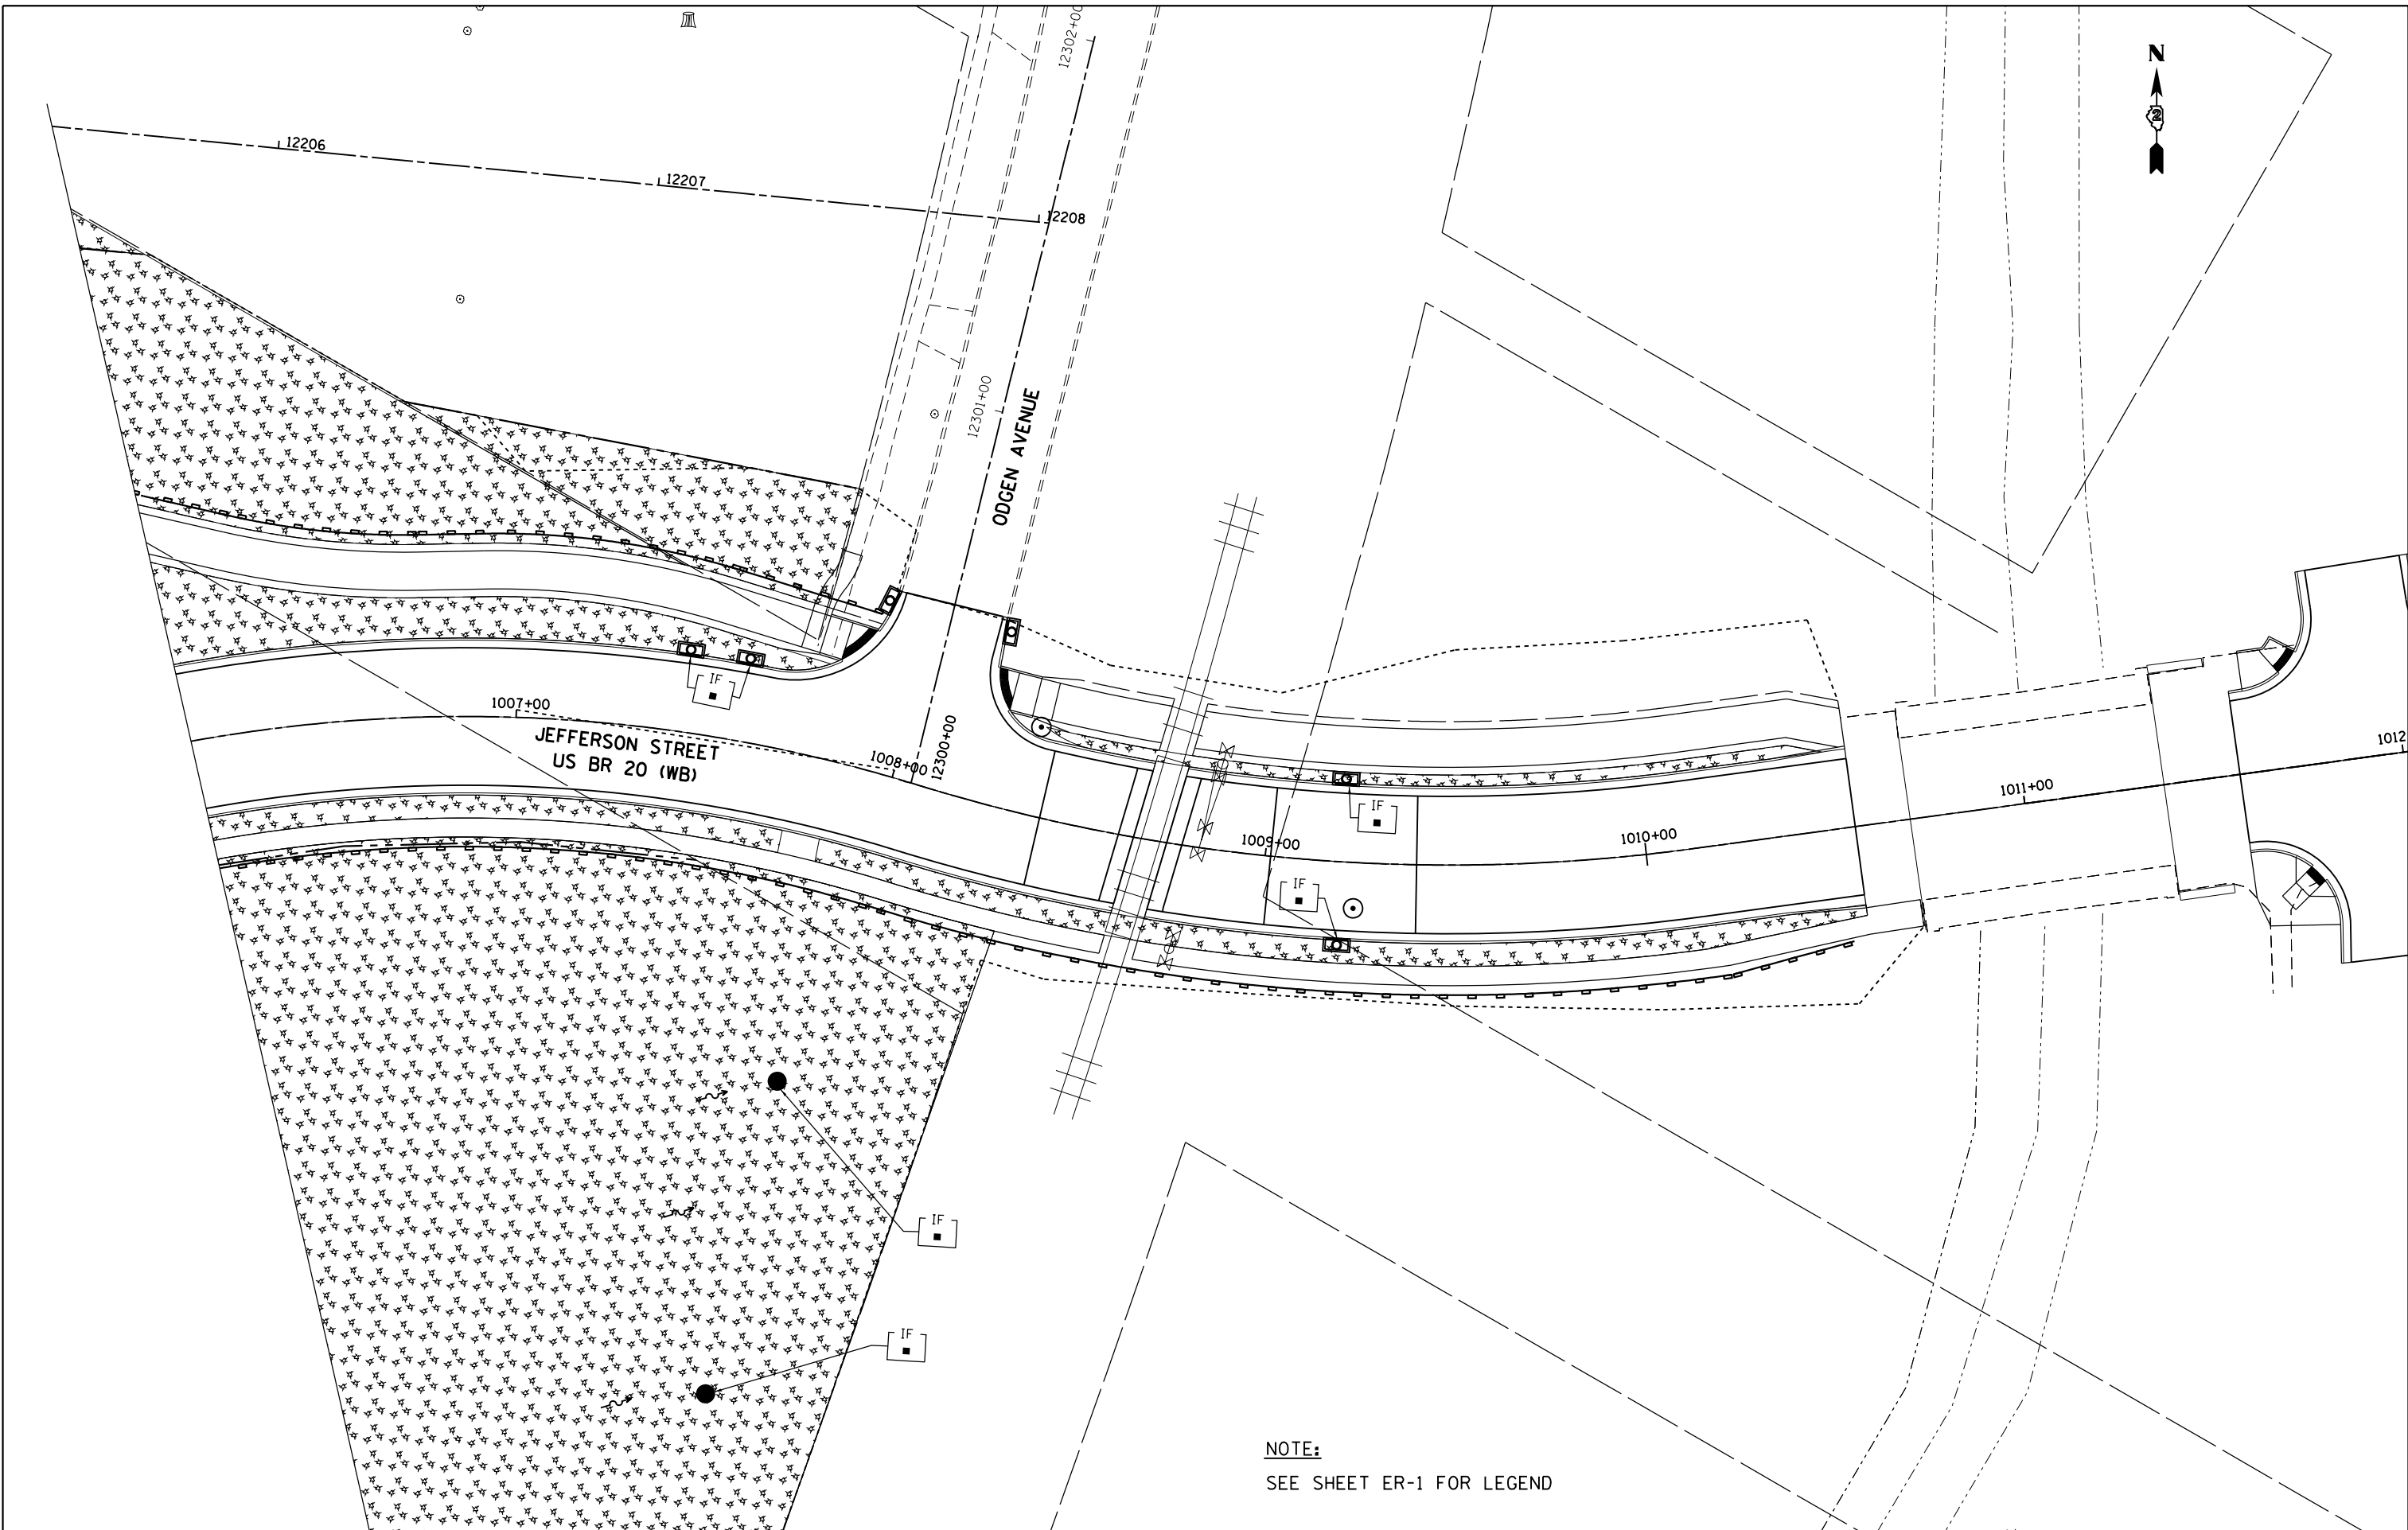 12302+00
N
2
12206
12207
12208
12301+00
ODGEN AVENUE
IF
1007+00
JEFFERSON STREET
US BR 20 (WB)
1008+00
12300+00
1012
1011+00
IF
1009+00
1010+00
IF
IF
IF
NOTE:
SEE SHEET ER-1 FOR LEGEND